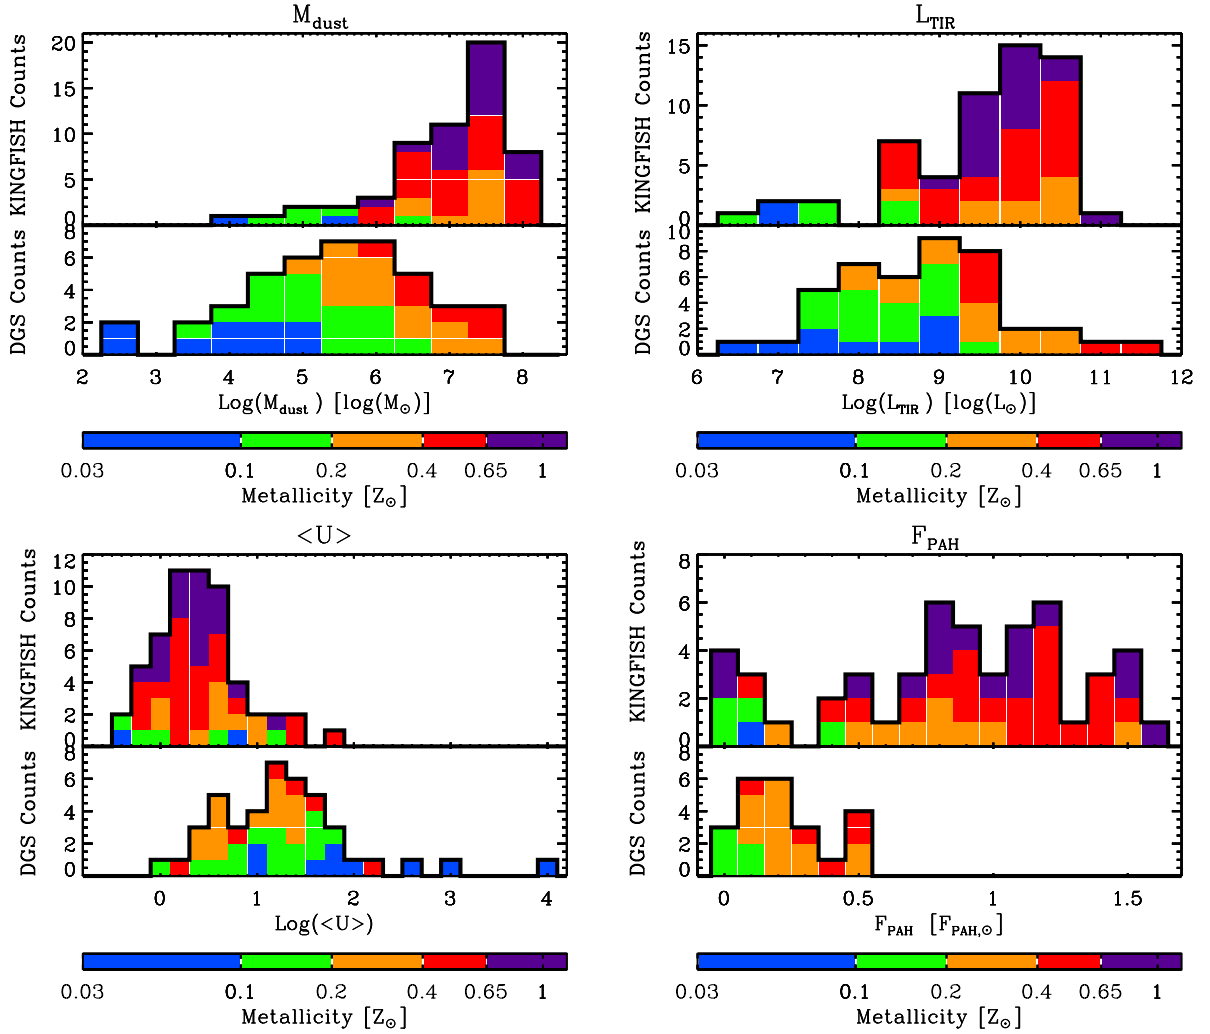 M_dust
L_TIR
KINGFISH Counts
20
15
10
5
0
KINGFISH Counts
15
10
5
0
DGS Counts
8
6
4
2
0
DGS Counts
10
8
6
4
2
0
2 3 4 5 6 7 8
6 7 8 9 10 11 12
Log(M_dust) [log(M_⊙)]
Log(L_TIR) [log(L_⊙)]
0.03 0.1 0.2 0.4 0.65 1
0.03 0.1 0.2 0.4 0.65 1
Metallicity [Z_⊙]
Metallicity [Z_⊙]
<U>
F_PAH
KINGFISH Counts
12
10
8
6
4
2
0
KINGFISH Counts
8
6
4
2
0
DGS Counts
8
6
4
2
0
DGS Counts
8
6
4
2
0
0 1 2 3 4
0 0.5 1 1.5
Log(<U>)
F_PAH [F_PAH,⊙]
0.03 0.1 0.2 0.4 0.65 1
0.03 0.1 0.2 0.4 0.65 1
Metallicity [Z_⊙]
Metallicity [Z_⊙]